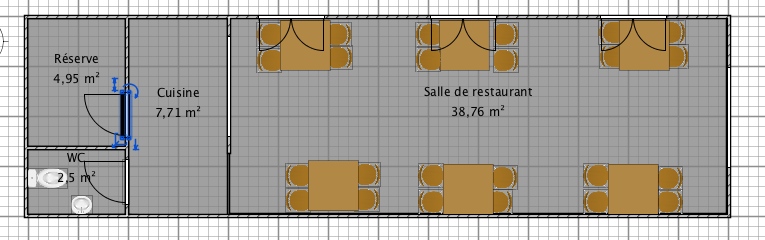 Réserve
4,95 m²
Cuisine
7,71 m²
Salle de restaurant
38,76 m²
WC
2,5 m²